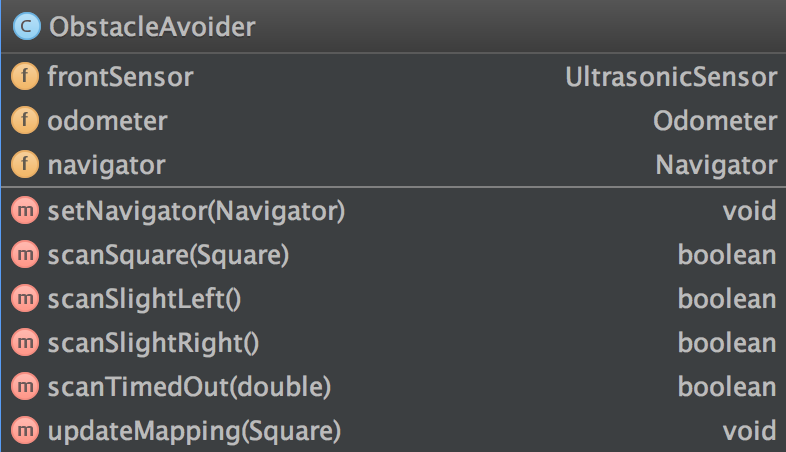 C ObstacleAvoider
f frontSensor UltrasonicSensor
f odometer Odometer
f navigator Navigator
m setNavigator(Navigator) void
m scanSquare(Square) boolean
m scanSlightLeft() boolean
m scanSlightRight() boolean
m scanTimedOut(double) boolean
m updateMapping(Square) void